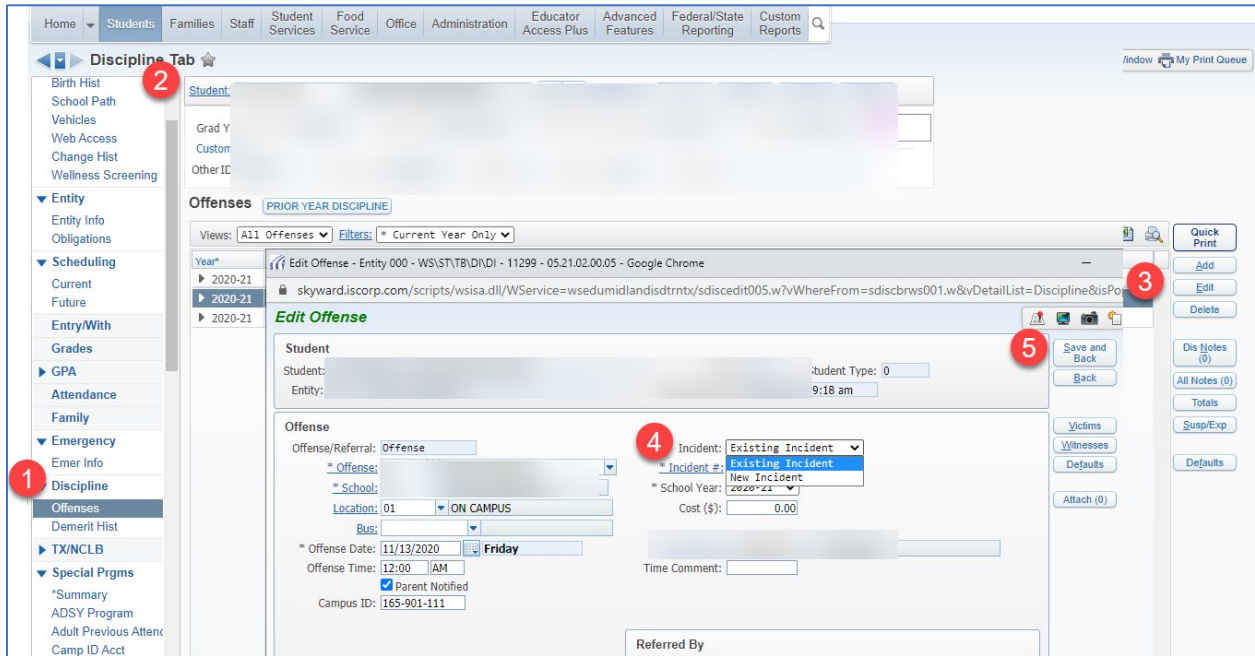 Home Students Families Staff Student Services Food Service Office Administration Educator Access Plus Advanced Features Federal/State Reporting Custom Reports
Discipline Tab
indow My Print Queue
2
Birth Hist
School Path
Vehicles
Web Access
Change Hist
Wellness Screening
Entity
Entity Info
Obligations
Scheduling
Current
Future
Entry/With
Grades
GPA
Attendance
Family
Emergency
Emer Info
1
Discipline
Offenses
Demerit Hist
TX/NCLB
Special Prgms
*Summary
ADSY Program
Adult Previous Attend
Camp ID Acct
Student:
Grad Y
Custom
Other ID
Offenses PRIOR YEAR DISCIPLINE
Views: All Offenses Filters: * Current Year Only
Year*
2020-21
2020-21
2020-21
Edit Offense - Entity 000 - WS\ST\TB\DI\DI - 11299 - 05.21.02.00.05 - Google Chrome
skyward.iscorp.com/scripts/wsisa.dll/WService=wsedumidlandisdtrntx/sdiscedit005.w?vWhereFrom=sdiscbrws001.w&vDetailList=Discipline&isPo
Edit Offense
5
Student
Student: Student Type: 0
Entity: 9:18 am
Save and Back
Back
Offense
Offense/Referral: Offense
* Offense:
* School:
Location: 01 ON CAMPUS
Bus:
* Offense Date: 11/13/2020 Friday
Offense Time: 12:00 AM
Parent Notified
Campus ID: 165-901-111
4
Incident: Existing Incident
Existing Incident
New Incident
* Incident #:
* School Year: 2020-21
Cost ($): 0.00
Time Comment:
Referred By
Victims
Witnesses
Defaults
Attach (0)
Quick Print
Add
3
Edit
Delete
Dis Notes (0)
All Notes (0)
Totals
Susp/Exp
Defaults